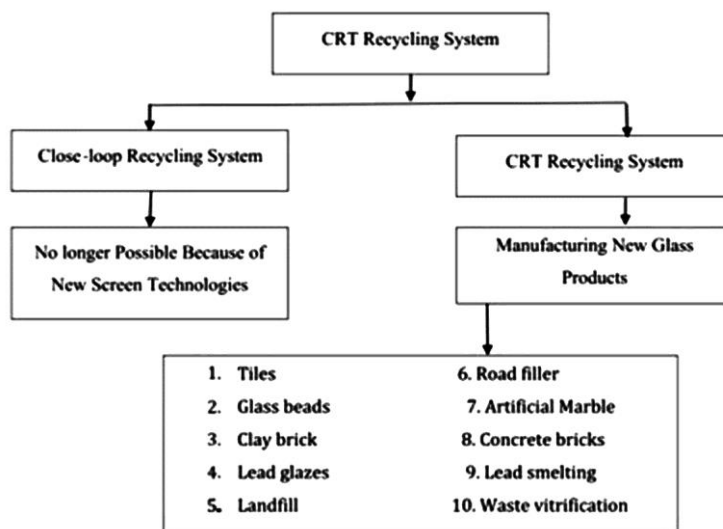 CRT Recycling System
Close-loop Recycling System
CRT Recycling System
No longer Possible Because of
New Screen Technologies
Manufacturing New Glass
Products
1. Tiles
2. Glass beads
3. Clay brick
4. Lead glazes
5. Landfill
6. Road filler
7. Artificial Marble
8. Concrete bricks
9. Lead smelting
10. Waste vitrification